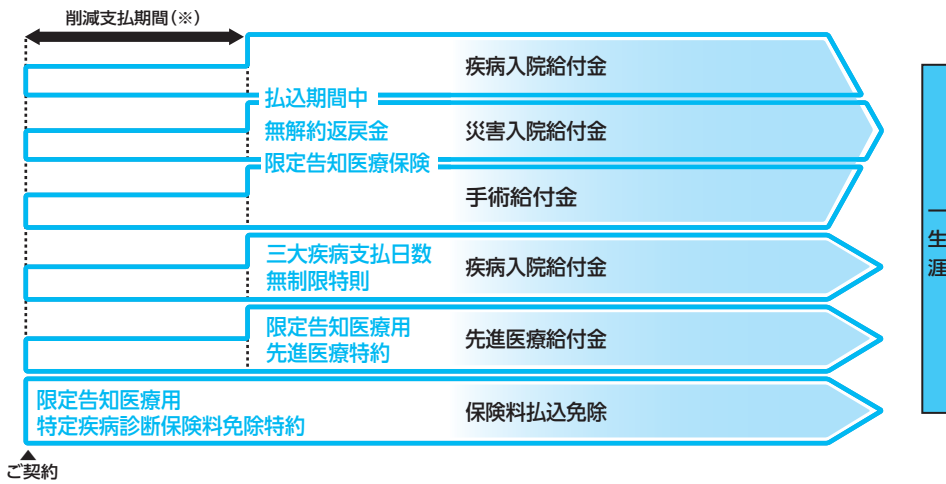 削減支払期間(※)
疾病入院給付金
払込期間中
無解約返戻金
災害入院給付金
限定告知医療保険
手術給付金
三大疾病支払日数
無制限特則
疾病入院給付金
限定告知医療用
先進医療特約
先進医療給付金
限定告知医療用
特定疾病診断保険料免除特約
保険料払込免除
ご契約
一
生
涯